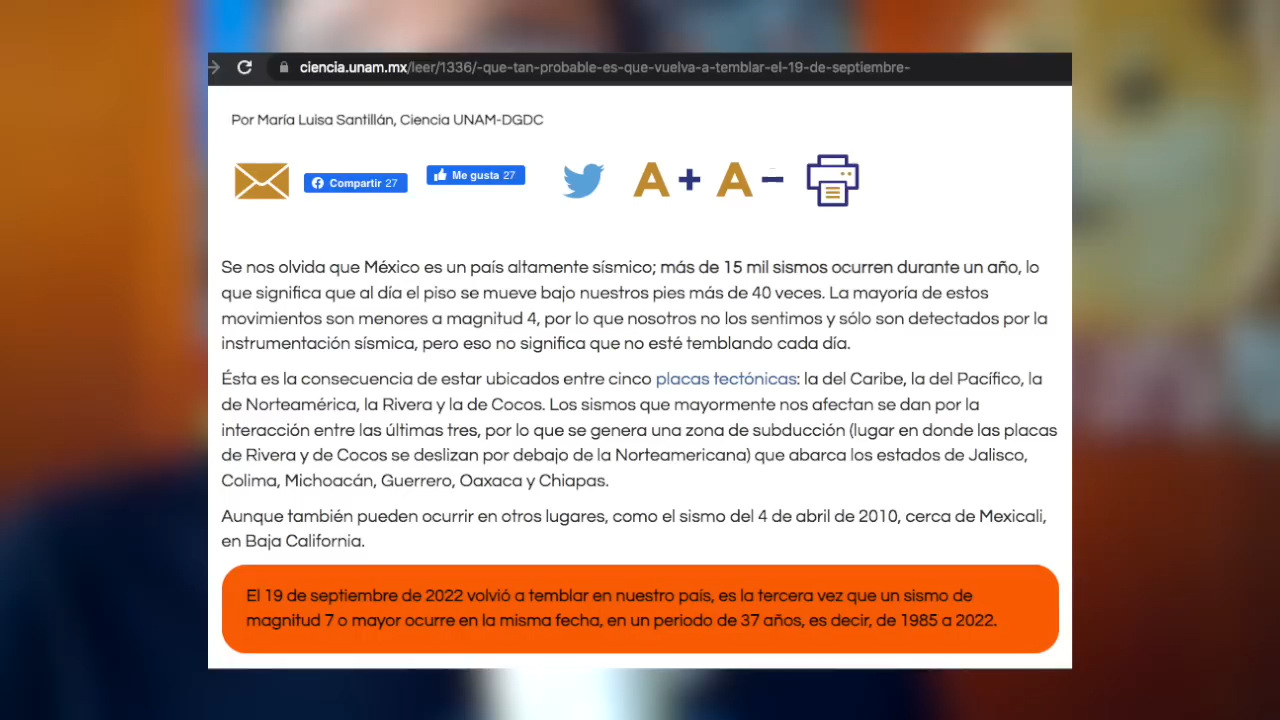 ciencia.unam.mx/leer/1336/-que-tan-probable-es-que-vuelva-a-temblar-el-19-de-septiembre-
Por María Luisa Santillán, Ciencia UNAM-DGDC
Compartir 27
Me gusta 27
A + A -
Se nos olvida que México es un país altamente sísmico; más de 15 mil sismos ocurren durante un año, lo
que significa que al día el piso se mueve bajo nuestros pies más de 40 veces. La mayoría de estos
movimientos son menores a magnitud 4, por lo que nosotros no los sentimos y sólo son detectados por la
instrumentación sísmica, pero eso no significa que no esté temblando cada día.
Ésta es la consecuencia de estar ubicados entre cinco placas tectónicas: la del Caribe, la del Pacífico, la
de Norteamérica, la Rivera y la de Cocos. Los sismos que mayormente nos afectan se dan por la
interacción entre las últimas tres, por lo que se genera una zona de subducción (lugar en donde las placas
de Rivera y de Cocos se deslizan por debajo de la Norteamericana) que abarca los estados de Jalisco,
Colima, Michoacán, Guerrero, Oaxaca y Chiapas.
Aunque también pueden ocurrir en otros lugares, como el sismo del 4 de abril de 2010, cerca de Mexicali,
en Baja California.
El 19 de septiembre de 2022 volvió a temblar en nuestro país, es la tercera vez que un sismo de
magnitud 7 o mayor ocurre en la misma fecha, en un periodo de 37 años, es decir, de 1985 a 2022.